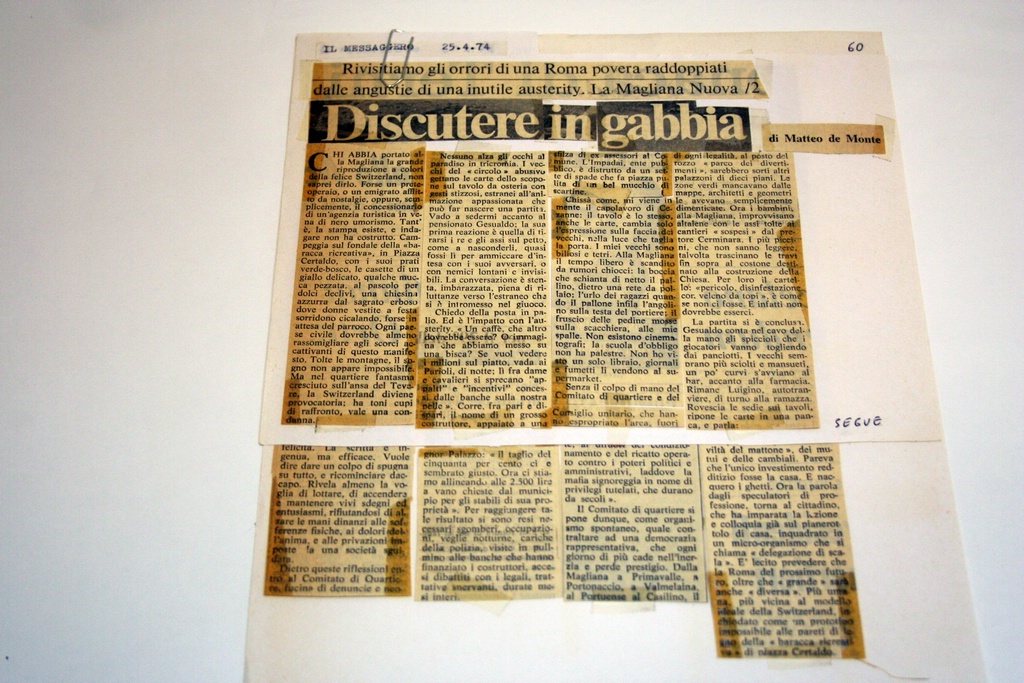 IL MESSAGGERO 25.4.74
60
Rivisitiamo gli orrori di una Roma povera raddoppiati
dalle angustie di una inutile austerity. La Magliana Nuova /2
Discutere in gabbia
di Matteo de Monte
CHI ABBIA portato al-
la Magliana la grande
riproduzione a colori
di felice Switzerland, non
saprei dirlo. Forse un prete-
operaio, o un emigrato afflit-
to da nostalgie, oppure, sem-
plicemente, il concessionario
di un'agenzia turistica in ve-
na di nero umorismo. Tant'
è, la stampa esiste, e inda-
gare non ha costrutto. Cam-
peggia sul fondale della «ba-
racca ricreativa», in Piazza
Certaldo, con i suoi prati
verde-bosco, le casette di un
giallo delicato, qualche muc-
ca pezzata, al pascolo per
dolci declivi, una chiesina
azzurra dal sagrato erboso
dove donne vestite a festa
sorridono cicalando, forse in
attesa del parroco. Ogni pae-
se civile dovrebbe almeno
rassomigliare agli scorci ac-
cattivanti di questo manife-
sto. Tolte le montagne, il so-
gno non appare impossibile.
Ma nel quartiere fantasma
cresciuto sull'ansa del Teve-
re, la Switzerland diviene
provocatoria; ha toni cupi
di raffronto, vale una con-
danna.
Nessuno alza gli occhi al
paradiso in tricromia. I vec-
chi del «circolo» abusivo
gettano le carte dello scopo-
ne sul tavolo da osteria con
gesti stizzosi, estranei all'ani-
mazione appassionata che
può far nascere una partita.
Vado a sedermi accanto al
pensionato Gesualdo; la sua
prima reazione è quella di ti-
rarsi i re e gli assi sul petto,
come a nasconderli, quasi
fossi lì per ammiccare d'inte-
sa con i suoi avversari, o
con nemici lontani e invisi-
bili. La conversazione è sten-
ta, imbarazzata, piena di ri-
luttanze verso l'estraneo che
si è intromesso nel giuoco.
Chiedo della posta in pa-
lio. Ed è l'impatto con l'au-
sterity. «Un caffè, che altro
dovrebbe essere? O immagi-
na che abbiamo messo su
una bisca? Se vuol vedere
i milioni sul piatto, vada ai
Parioli, di notte; lì fra dame
e cavalieri si sprecano "ap-
palti" e "incentivi" conces-
si dalle banche sulla nostra
pelle». Corre, fra pari e di-
spari, il nome di un grosso
costruttore, appaiato a una
sfilza di ex assessori al Co-
mune. L'Impadai, ente pub-
blico, è distrutto da un set-
te di spade che fa piazza pu-
lita di un bel mucchio di
scartine.
Chissà come, mi viene in
mente il capolavoro di Cé-
zanne: il tavolo è lo stesso,
anche le carte, cambia solo
l'espressione sulla faccia dei
vecchi, nella luce che taglia
la porta. I miei vecchi sono
biliosi e tetri. Alla Magliana
il tempo libero è scandito
da rumori chiocci: la boccia
che schianta di netto il pal-
lino, dietro una rete da pol-
laio; l'urlo dei ragazzi quan-
do il pallone infila l'angoli-
no sulla testa del portiere; il
fruscìo delle pedine mosse
sulla scacchiera, alle mie
spalle. Non esistono cinema-
tografi; la scuola d'obbligo
non ha palestre. Non ho vi-
sto un solo libraio, giornali
e fumetti li vendono al su-
permarket.
Senza il colpo di mano del
Comitato di quartiere e del
Consiglio unitario, che han-
no espropriato l'area, fuori
di ogni legalità, al posto del
rozzo «parco dei diverti-
menti», sarebbero sorti altri
palazzoni di dieci piani. Le
zone verdi mancavano dalle
mappe, architetti e geometri
le avevano semplicemente
dimenticate. Ora i bambini,
alla Magliana, improvvisano
altalene con le assi tolte ai
cantieri «sospesi» dal pre-
tore Cerminara. I più picci-
ni, che non sanno leggere,
talvolta trascinano le travi
fin sopra al costone desti-
nato alla costruzione della
Chiesa. Per loro il cartel-
lo: «pericolo, disinfestazione
cor. veleno da topi», è come
se non ci fosse. E infatti non
dovrebbe esserci.
La partita si è conclusa.
Gesualdo conta nel cavo del-
la mano gli spiccioli che i
giocatori vanno togliendo
dai panciotti. I vecchi sem-
brano più sciolti e mansueti,
un po' curvi s'avviano al
bar, accanto alla farmacia.
Rimane Luigino, autotran-
viere, di turno alla ramazza.
Rovescia le sedie sui tavoli,
ripone le carte in una pan-
ca, e parla:
SEGUE
felicità. La scritta è in-
genua, ma efficace. Vuole
dire dare un colpo di spugna
su tutto, e ricominciare dac-
capo. Rivela almeno la vo-
glia di lottare, di accendere
e mantenere vivi sdegni ed
entusiasmi, rifiutandosi di al-
zare le mani dinanzi alle sof-
ferenze fisiche, ai dolori del-
l'anima, e alle privazioni im-
poste da una società sgui-
data.
Dietro queste riflessioni en-
tro al Comitato di Quartie-
re, fucina di denunce e neo-
gnor Palazzo: «il taglio del
cinquanta per cento ci è
sembrato giusto. Ora ci stia-
mo allineando alle 2.500 lire
a vano chieste dal munici-
pio per gli stabili di sua pro-
prietà». Per raggiungere ta-
le risultato si sono resi ne-
cessari sgomberi, occupazio-
ni, veglie notturne, cariche
della polizia, visite in pull-
mino alle banche che hanno
finanziato i costruttori, acce-
si dibattiti con i legali, trat-
tative snervanti, durate me-
si interi.
te, all'affiorare del condizio-
namento e del ricatto opera-
to contro i poteri politici e
amministrativi, laddove la
mafia signoreggia in nome di
privilegi tutelati, che durano
da secoli».
Il Comitato di quartiere si
pone dunque, come organi-
smo spontaneo, quale con-
traltare ad una democrazia
rappresentativa, che ogni
giorno di più cade nell'iner-
zia e perde prestigio. Dalla
Magliana a Primavalle, a
Portonaccio, a Valmelaina,
al Portuense al Casilino, il
viltà del mattone», dei mu-
tui e delle cambiali. Pareva
che l'unico investimento red-
ditizio fosse la casa. E nac-
quero i ghetti. Ora la parola
dagli speculatori di pro-
fessione, torna al cittadino,
che ha imparato la lezione
e colloquia già sul pianerot-
tolo di casa, inquadrato in
un micro-organismo che si
chiama «delegazione di sca-
la». E' lecito prevedere che
la Roma del prossimo futu-
ro, oltre che «grande» sarà
anche «diversa». Più uma-
na, più vicina al modello
ideale della Switzerland, in-
chiodato come un prototipo
impossibile alle pareti di le-
gno della «baracca ricreati-
va» di piazza Certaldo.